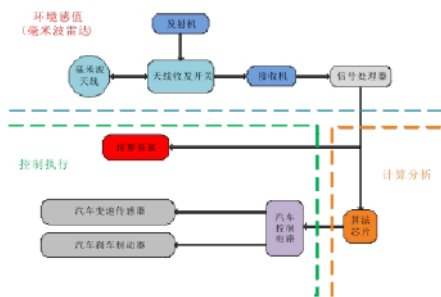 环境感值
(毫米波雷达)
发射机
毫米波
天线
天线收发开关
接收机
信号处理器
报警装置
控制执行
计算分析
汽车变速传感器
汽车刹车制动器
汽车
控制
电路
算法
芯片